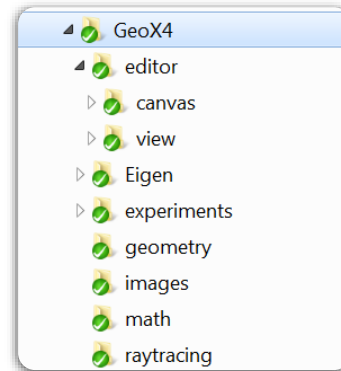 GeoX4
editor
canvas
view
Eigen
experiments
geometry
images
math
raytracing